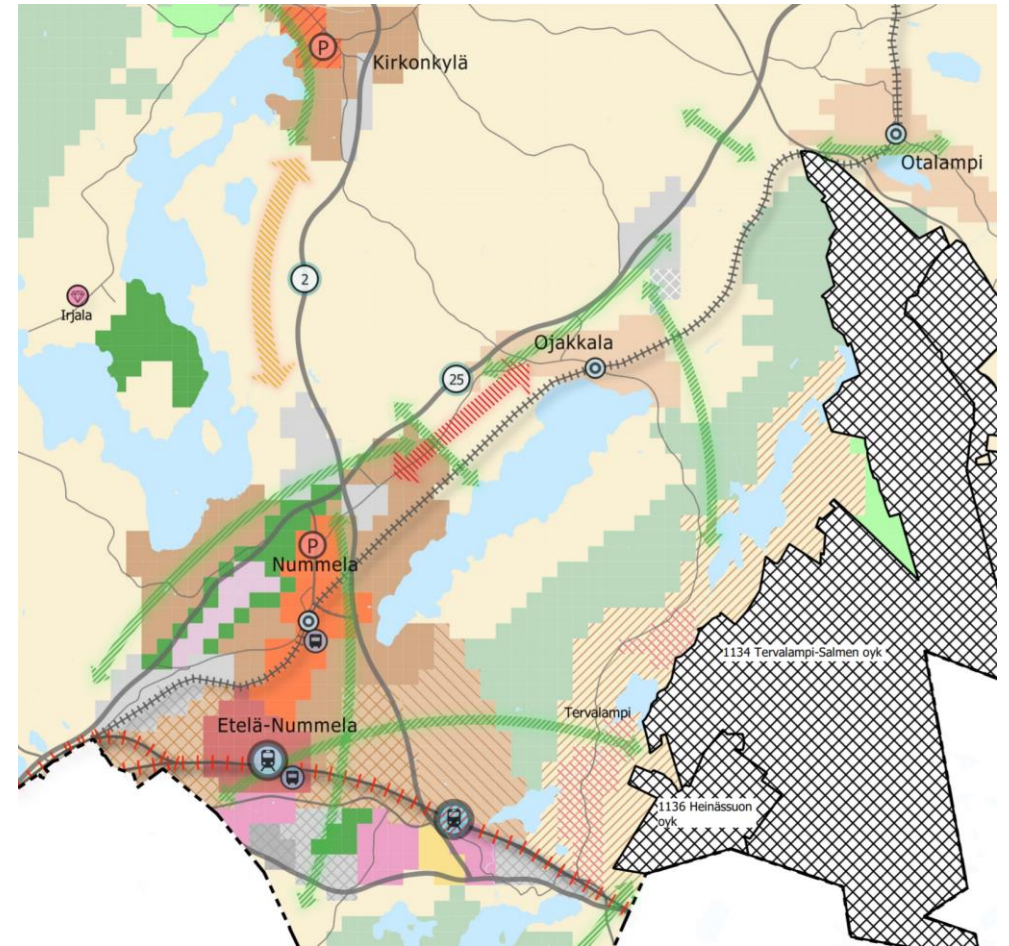 P
Kirkonkylä
Otalampi
2
Irjala
Ojakkala
25
P
Nummela
1134 Tervalampi-Salmen oyk
Tervalampi
Etelä-Nummela
1136 Heinässuon
oyk